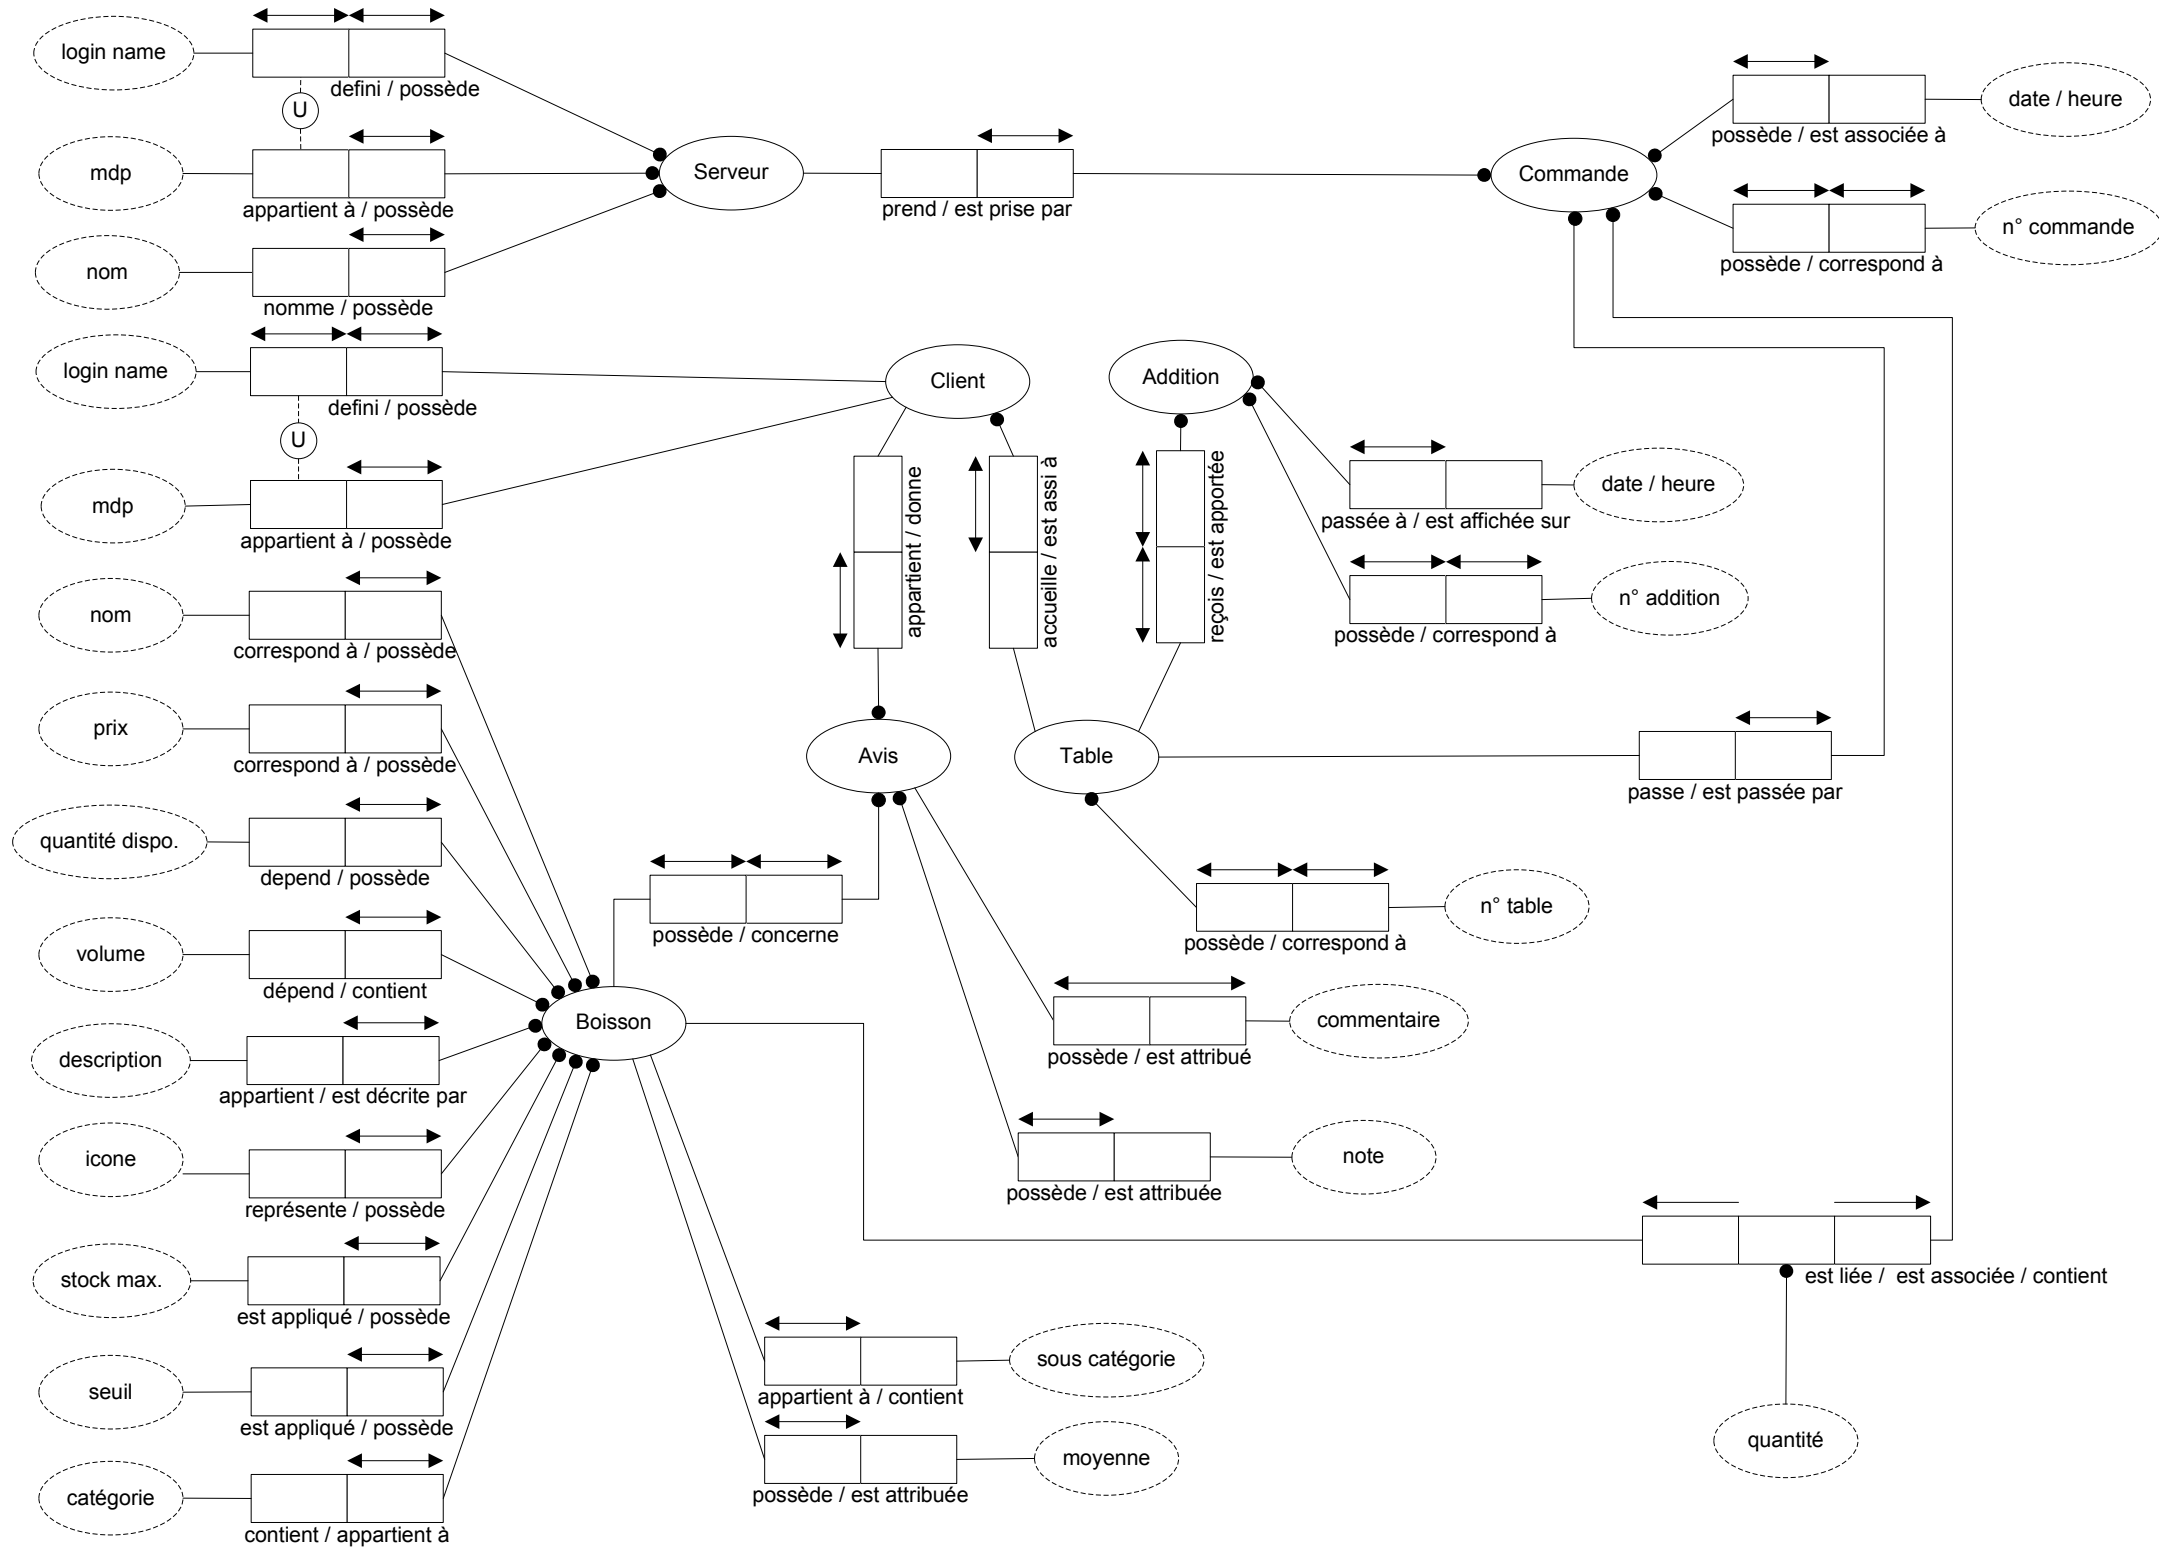 login name
defini / possède
U
mdp
appartient à / possède
nom
nomme / possède
Serveur
prend / est prise par
Commande
date / heure
possède / est associée à
n° commande
possède / correspond à
login name
defini / possède
U
mdp
appartient à / possède
Client
Addition
appartient / donne
accueille / est assi à
reçois / est apportée
date / heure
passée à / est affichée sur
n° addition
possède / correspond à
nom
correspond à / possède
prix
correspond à / possède
quantité dispo.
depend / possède
volume
dépend / contient
description
appartient / est décrite par
icone
représente / possède
stock max.
est appliqué / possède
seuil
est appliqué / possède
catégorie
contient / appartient à
Avis
Table
passe / est passée par
possède / concerne
n° table
possède / correspond à
Boisson
commentaire
possède / est attribué
note
possède / est attribuée
est liée / est associée / contient
sous catégorie
appartient à / contient
moyenne
possède / est attribuée
quantité